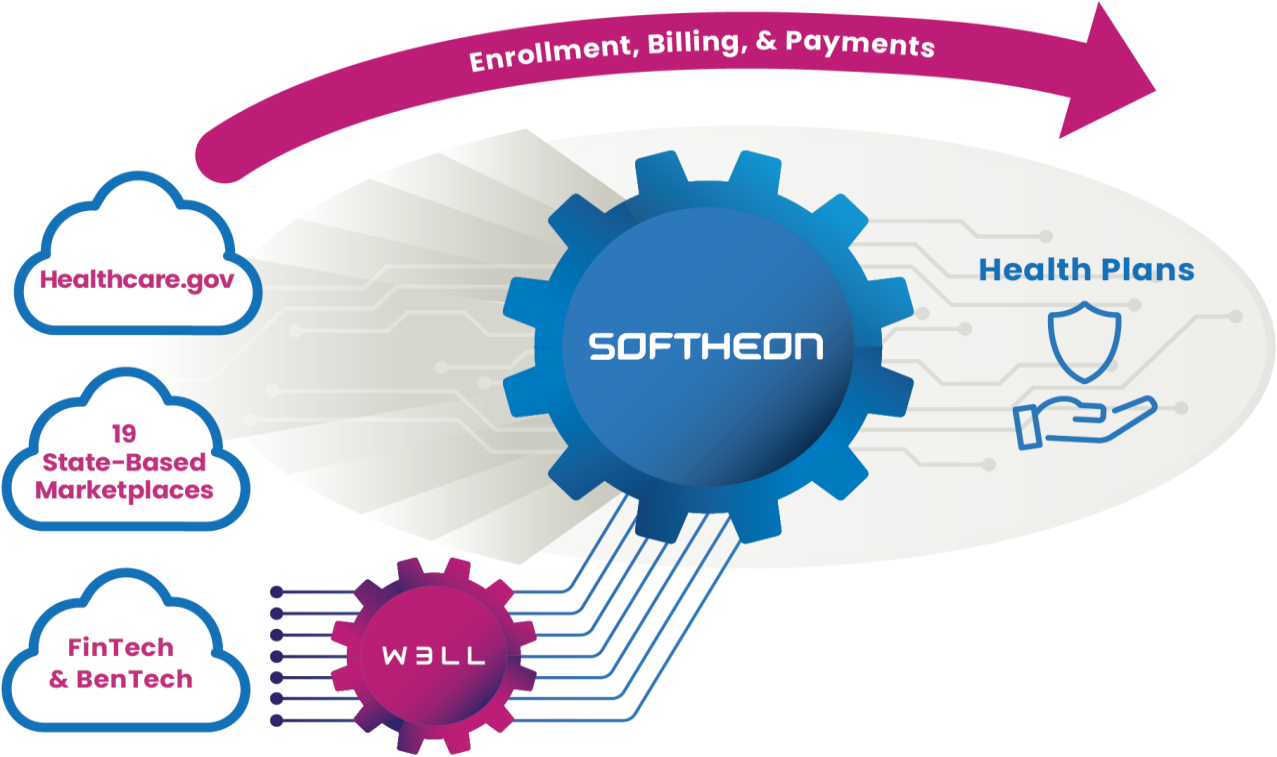 Enrollment, Billing, & Payments
Healthcare.gov
Health Plans
SOFTHEON
19
State-Based
Marketplaces
FinTech
& BenTech
W3LL